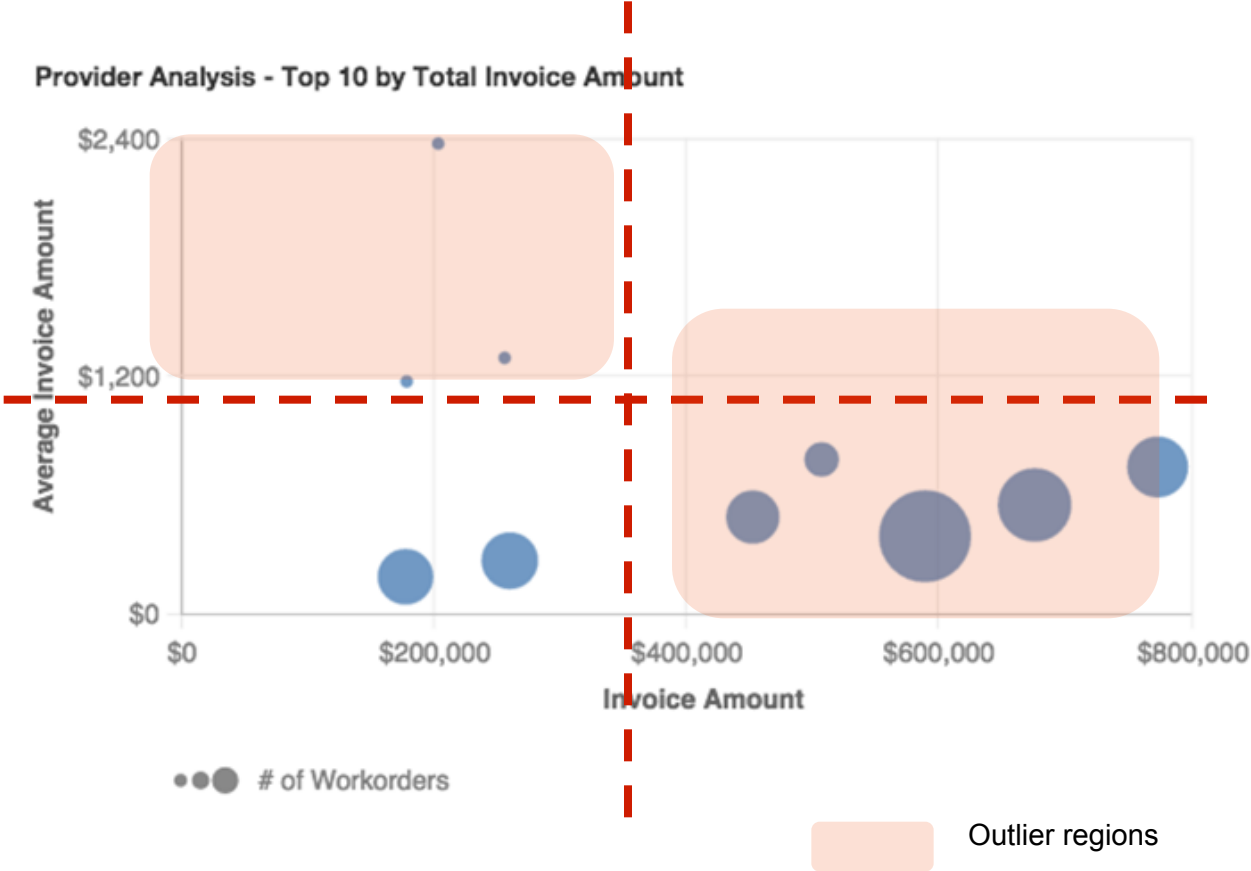 Provider Analysis - Top 10 by Total Invoice Amount
$2,400
$1,200
$0
Average Invoice Amount
$0
$200,000
$400,000
$600,000
$800,000
Invoice Amount
# of Workorders
Outlier regions